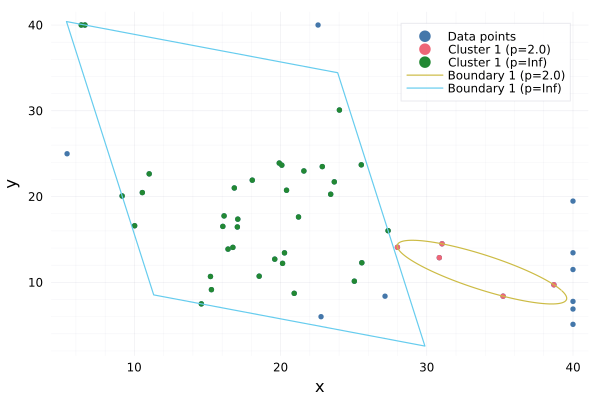 40
30
20
10
y
10
20
30
40
x
Data points
Cluster 1 (p=2.0)
Cluster 1 (p=Inf)
Boundary 1 (p=2.0)
Boundary 1 (p=Inf)